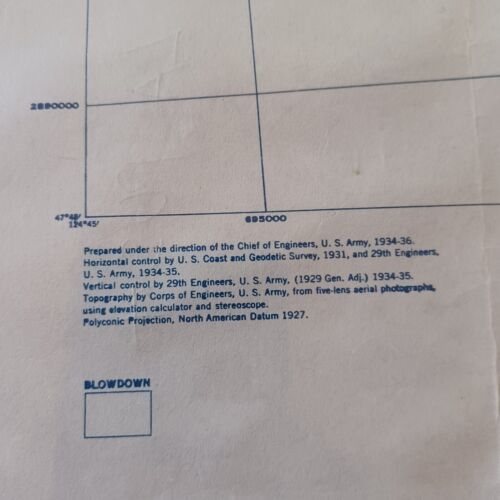 2880000
47°45'
124°45'
695000
Prepared under the direction of the Chief of Engineers, U. S. Army, 1934-36.
Horizontal control by U. S. Coast and Geodetic Survey, 1931, and 29th Engineers,
U. S. Army, 1934-35.
Vertical control by 29th Engineers, U. S. Army, (1929 Gen. Adj.) 1934-35.
Topography by Corps of Engineers, U. S. Army, from five-lens aerial photographs,
using elevation calculator and stereoscope.
Polyconic Projection, North American Datum 1927.
BLOWDOWN